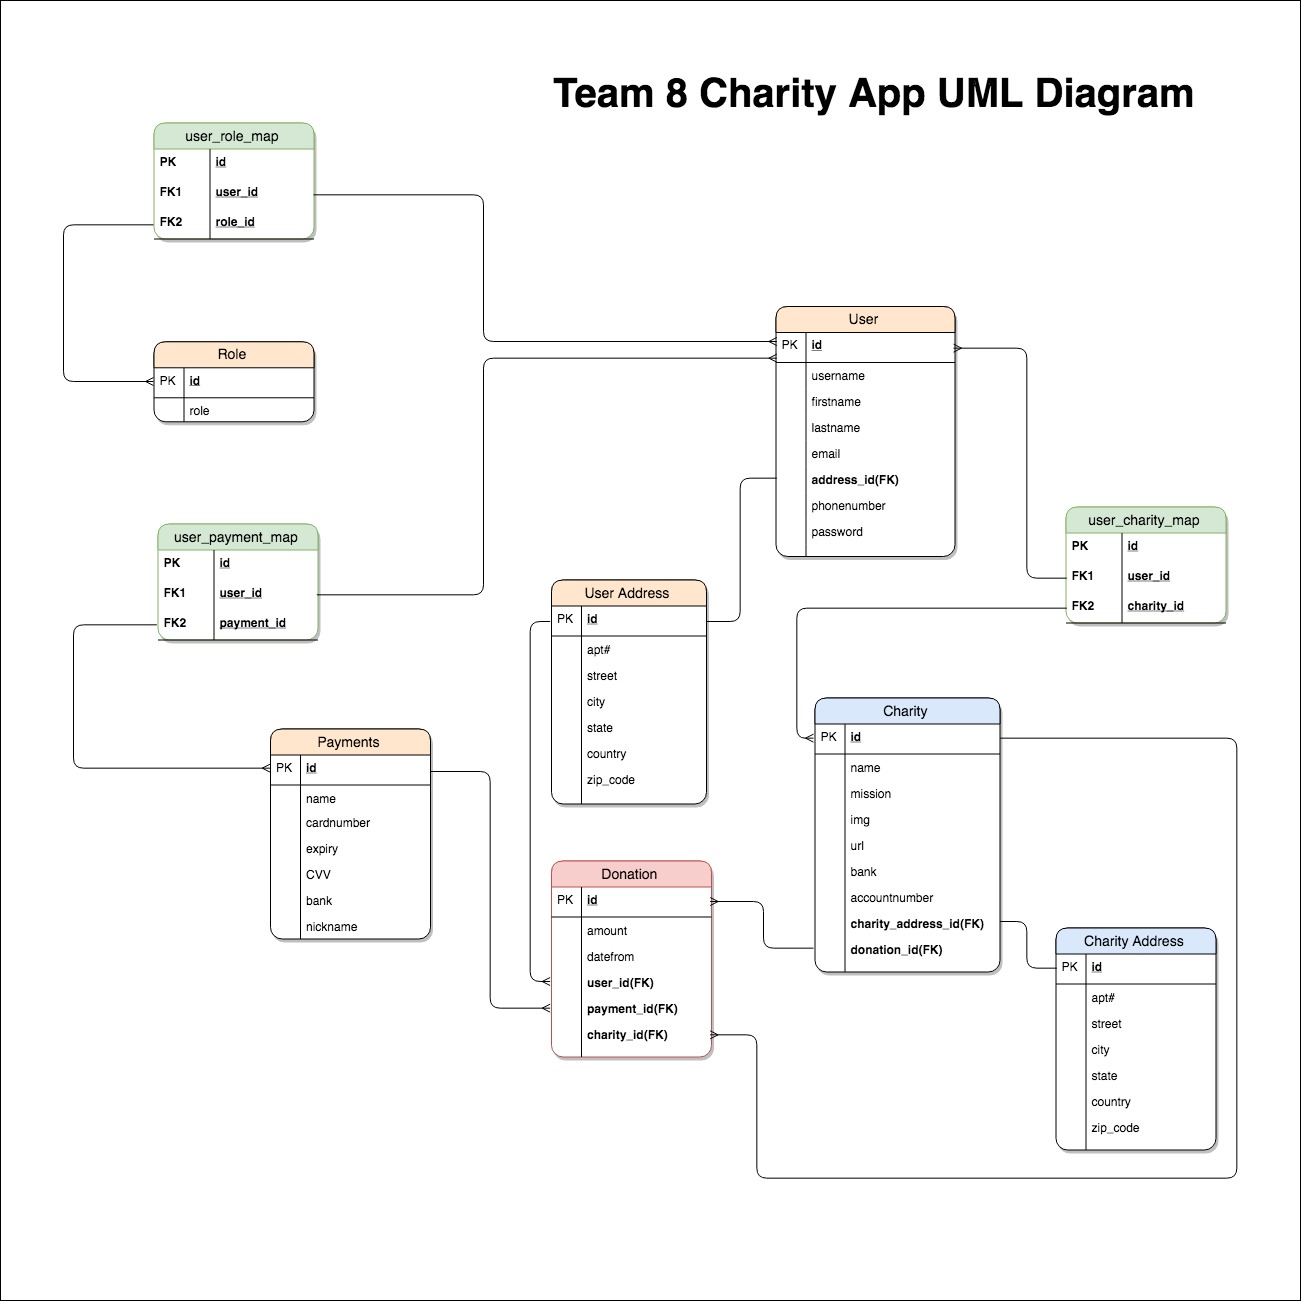 Team 8 Charity App UML Diagram
user_role_map
PK id
FK1 user_id
FK2 role_id
Role
PK id
role
User
PK id
username
firstname
lastname
email
address_id(FK)
phonenumber
password
user_payment_map
PK id
FK1 user_id
FK2 payment_id
user_charity_map
PK id
FK1 user_id
FK2 charity_id
User Address
PK id
apt#
street
city
state
country
zip_code
Payments
PK id
name
cardnumber
expiry
CVV
bank
nickname
Charity
PK id
name
mission
img
url
bank
accountnumber
charity_address_id(FK)
donation_id(FK)
Donation
PK id
amount
datefrom
user_id(FK)
payment_id(FK)
charity_id(FK)
Charity Address
PK id
apt#
street
city
state
country
zip_code